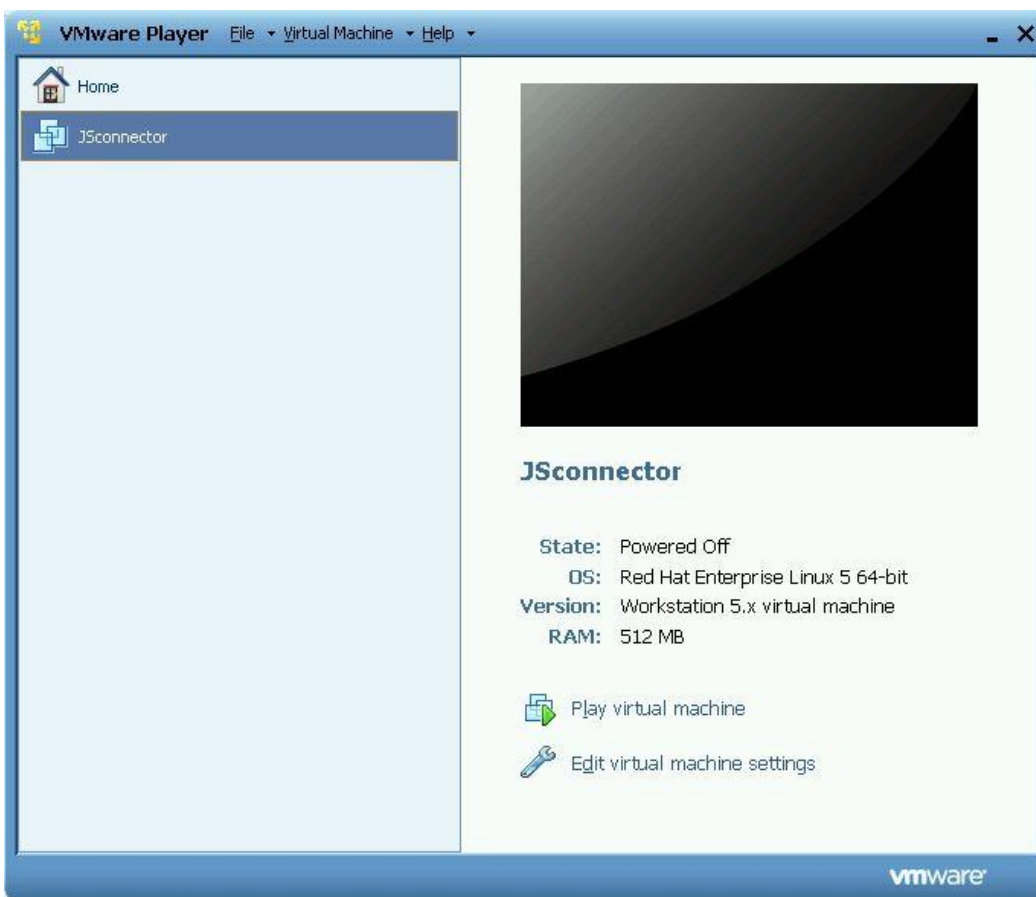 VMware Player File Virtual Machine Help
Home
JSconnector
JSconnector
State: Powered Off
OS: Red Hat Enterprise Linux 5 64-bit
Version: Workstation 5.x virtual machine
RAM: 512 MB
Play virtual machine
Edit virtual machine settings
vmware